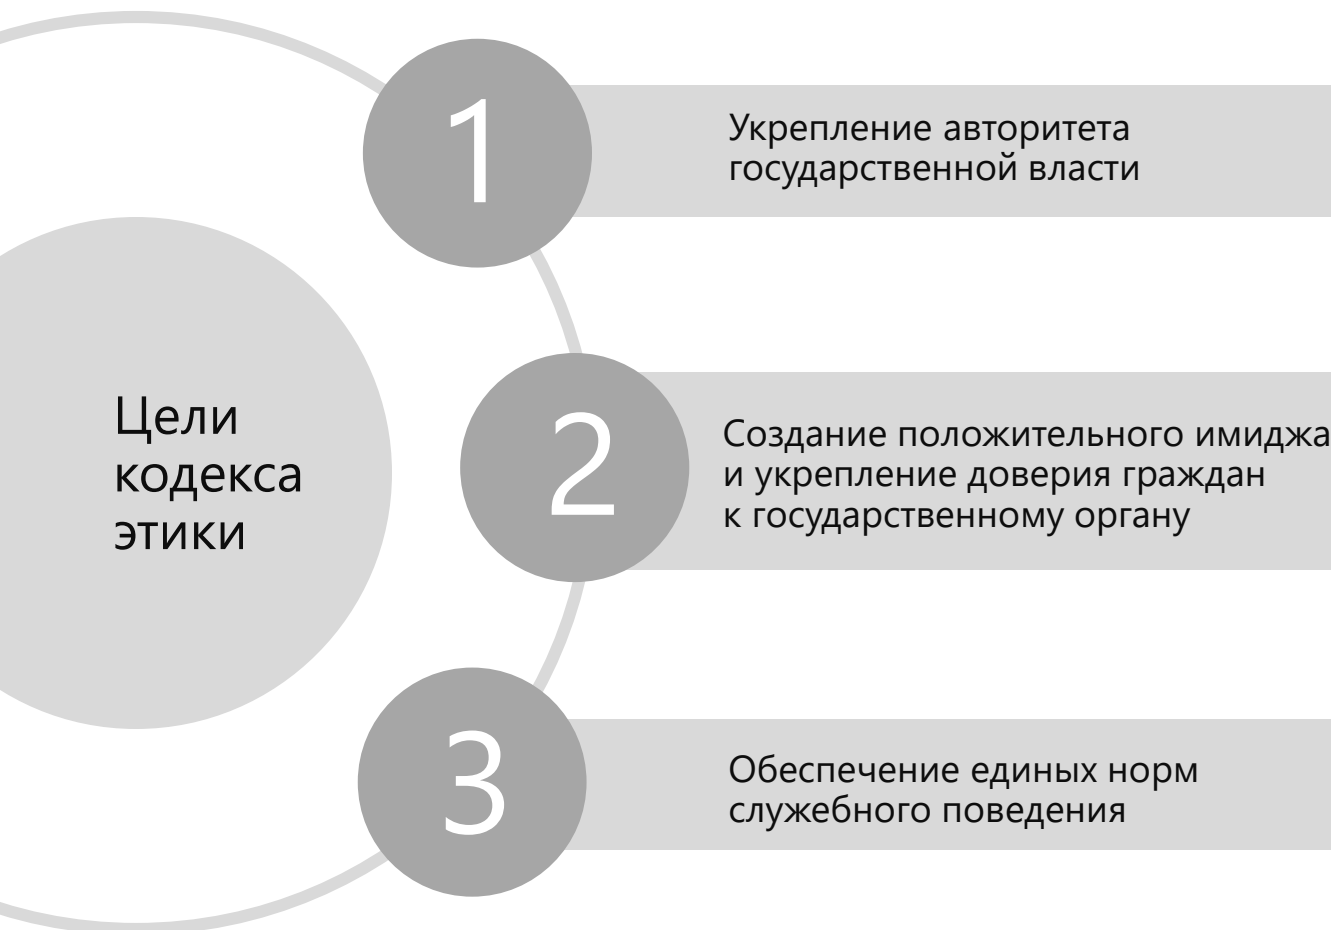 Цели
кодекса
этики
1
Укрепление авторитета
государственной власти
2
Создание положительного имиджа
и укрепление доверия граждан
к государственному органу
3
Обеспечение единых норм
служебного поведения